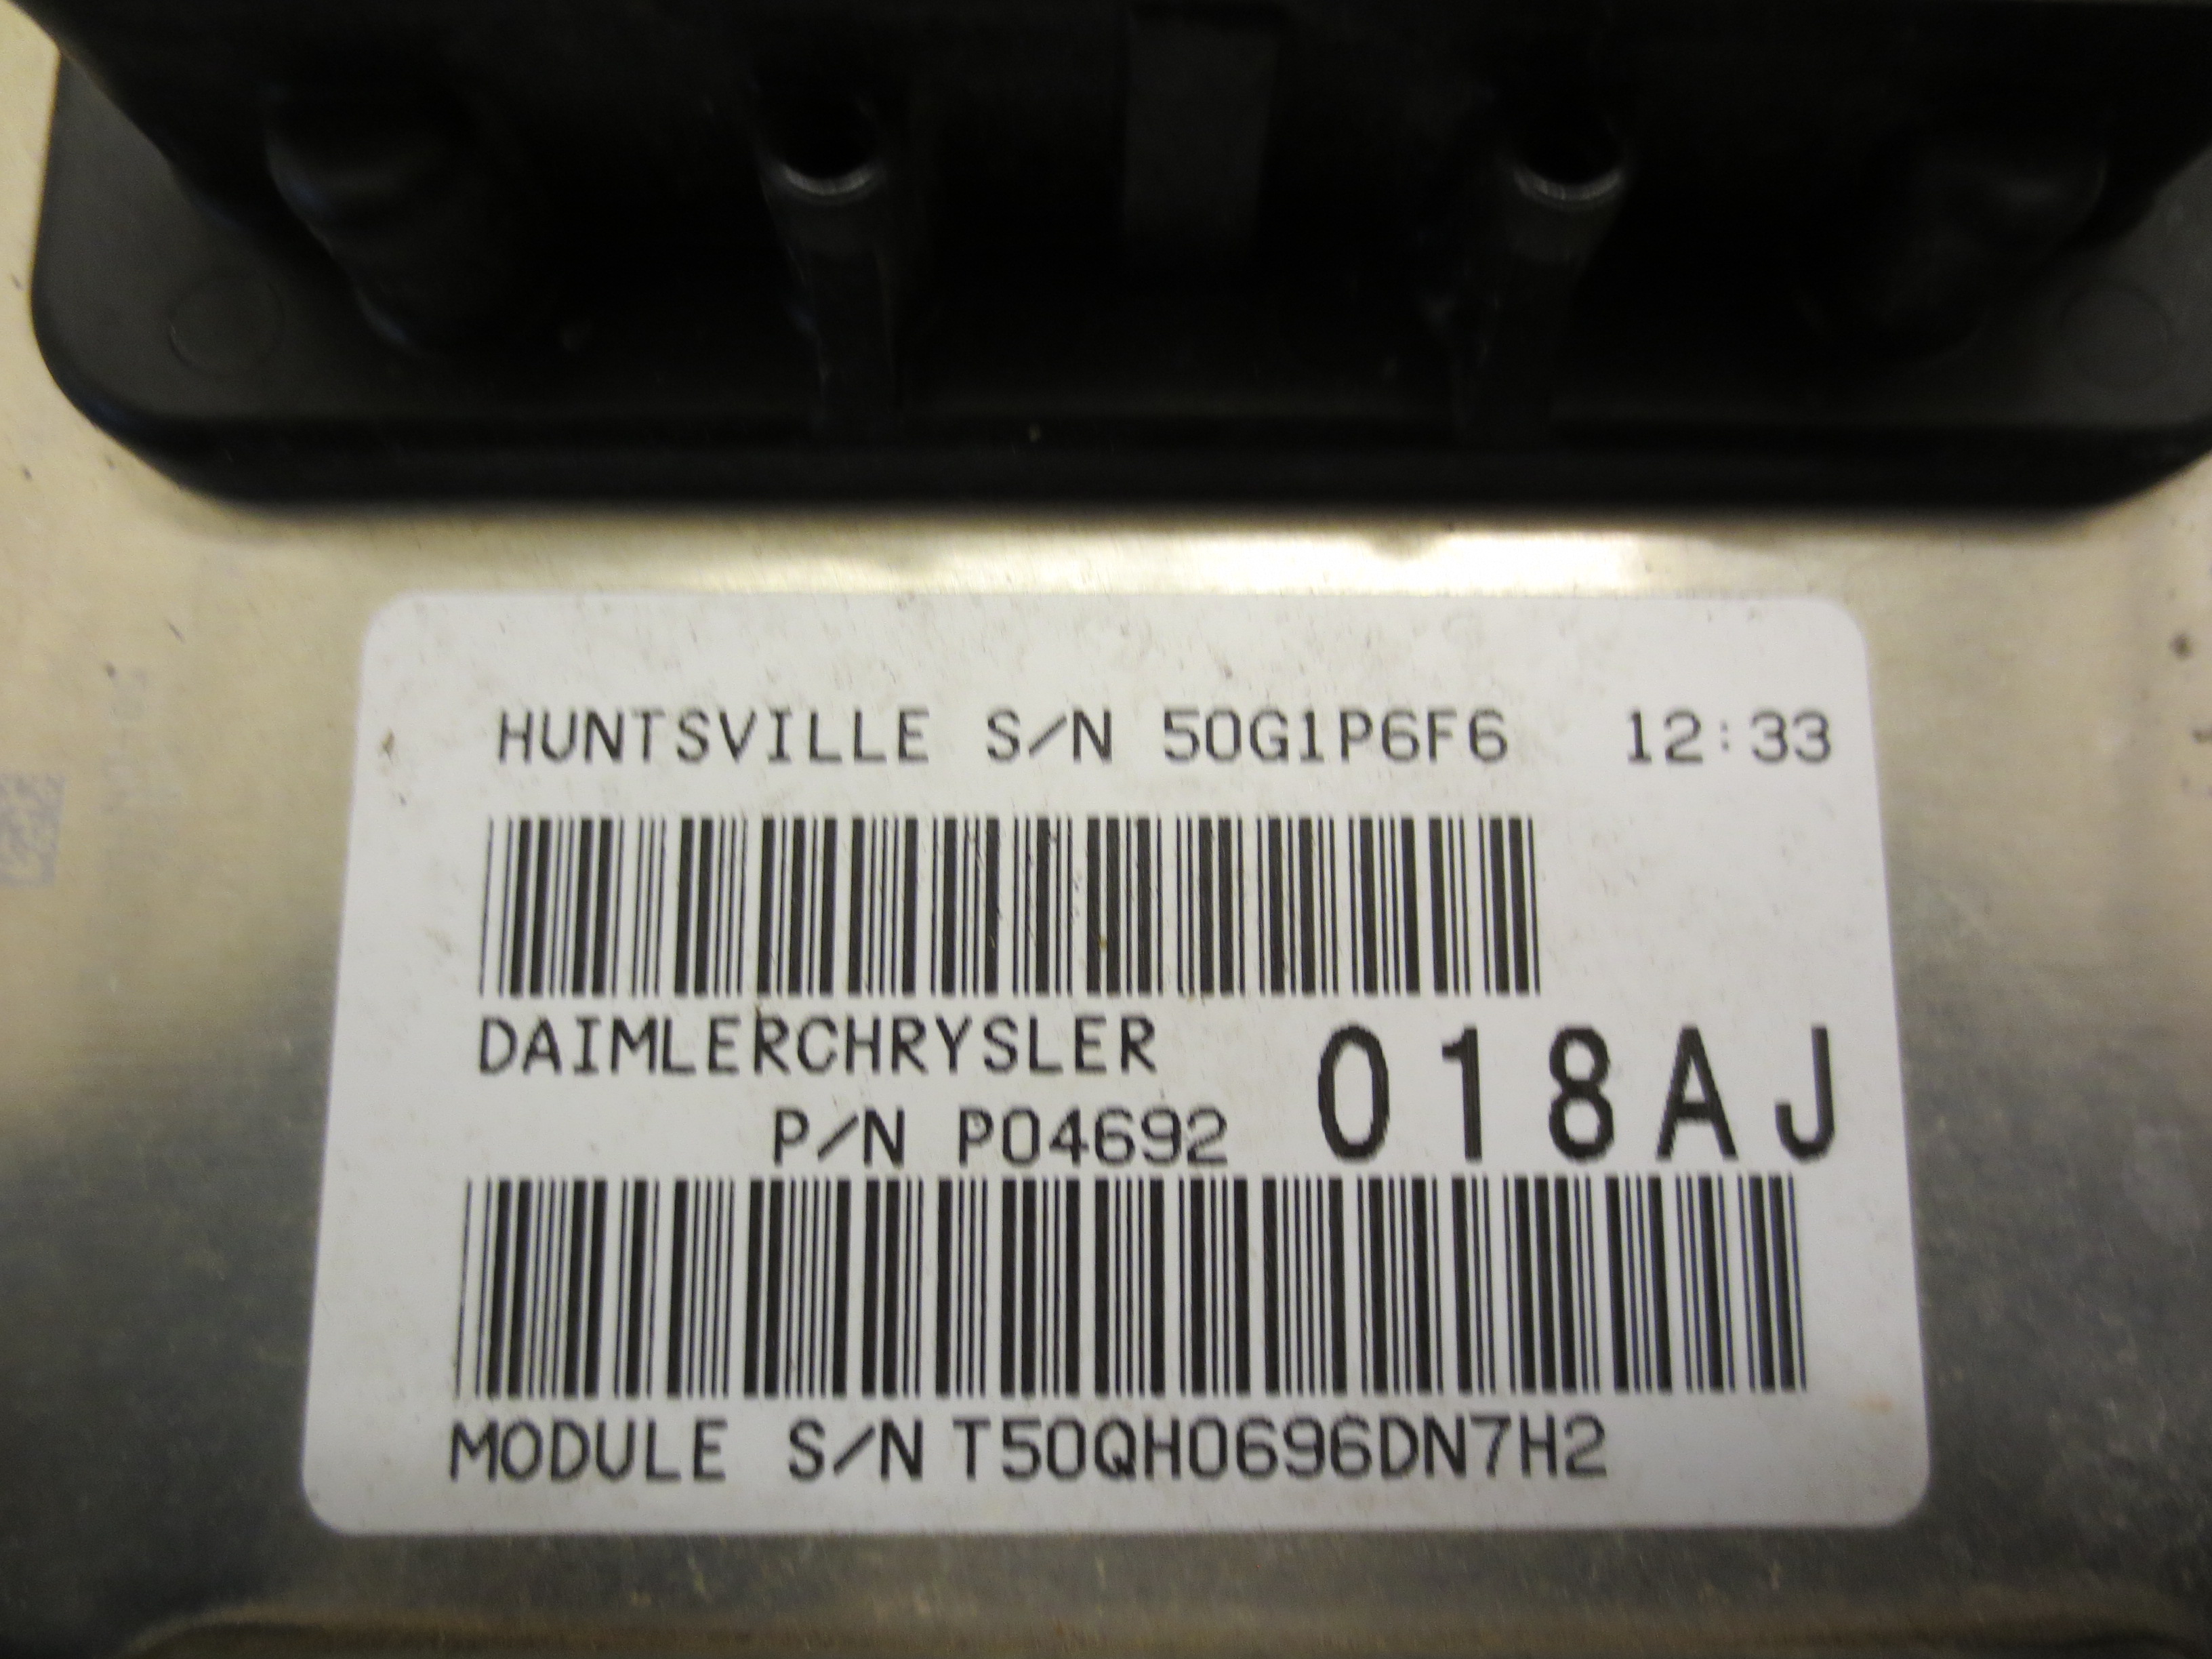 HUNTSVILLE S/N 50G1P6F6 12:33
DAIMLERCHRYSLER
P/N P04692 018AJ
MODULE S/N T50QH0696DN7H2